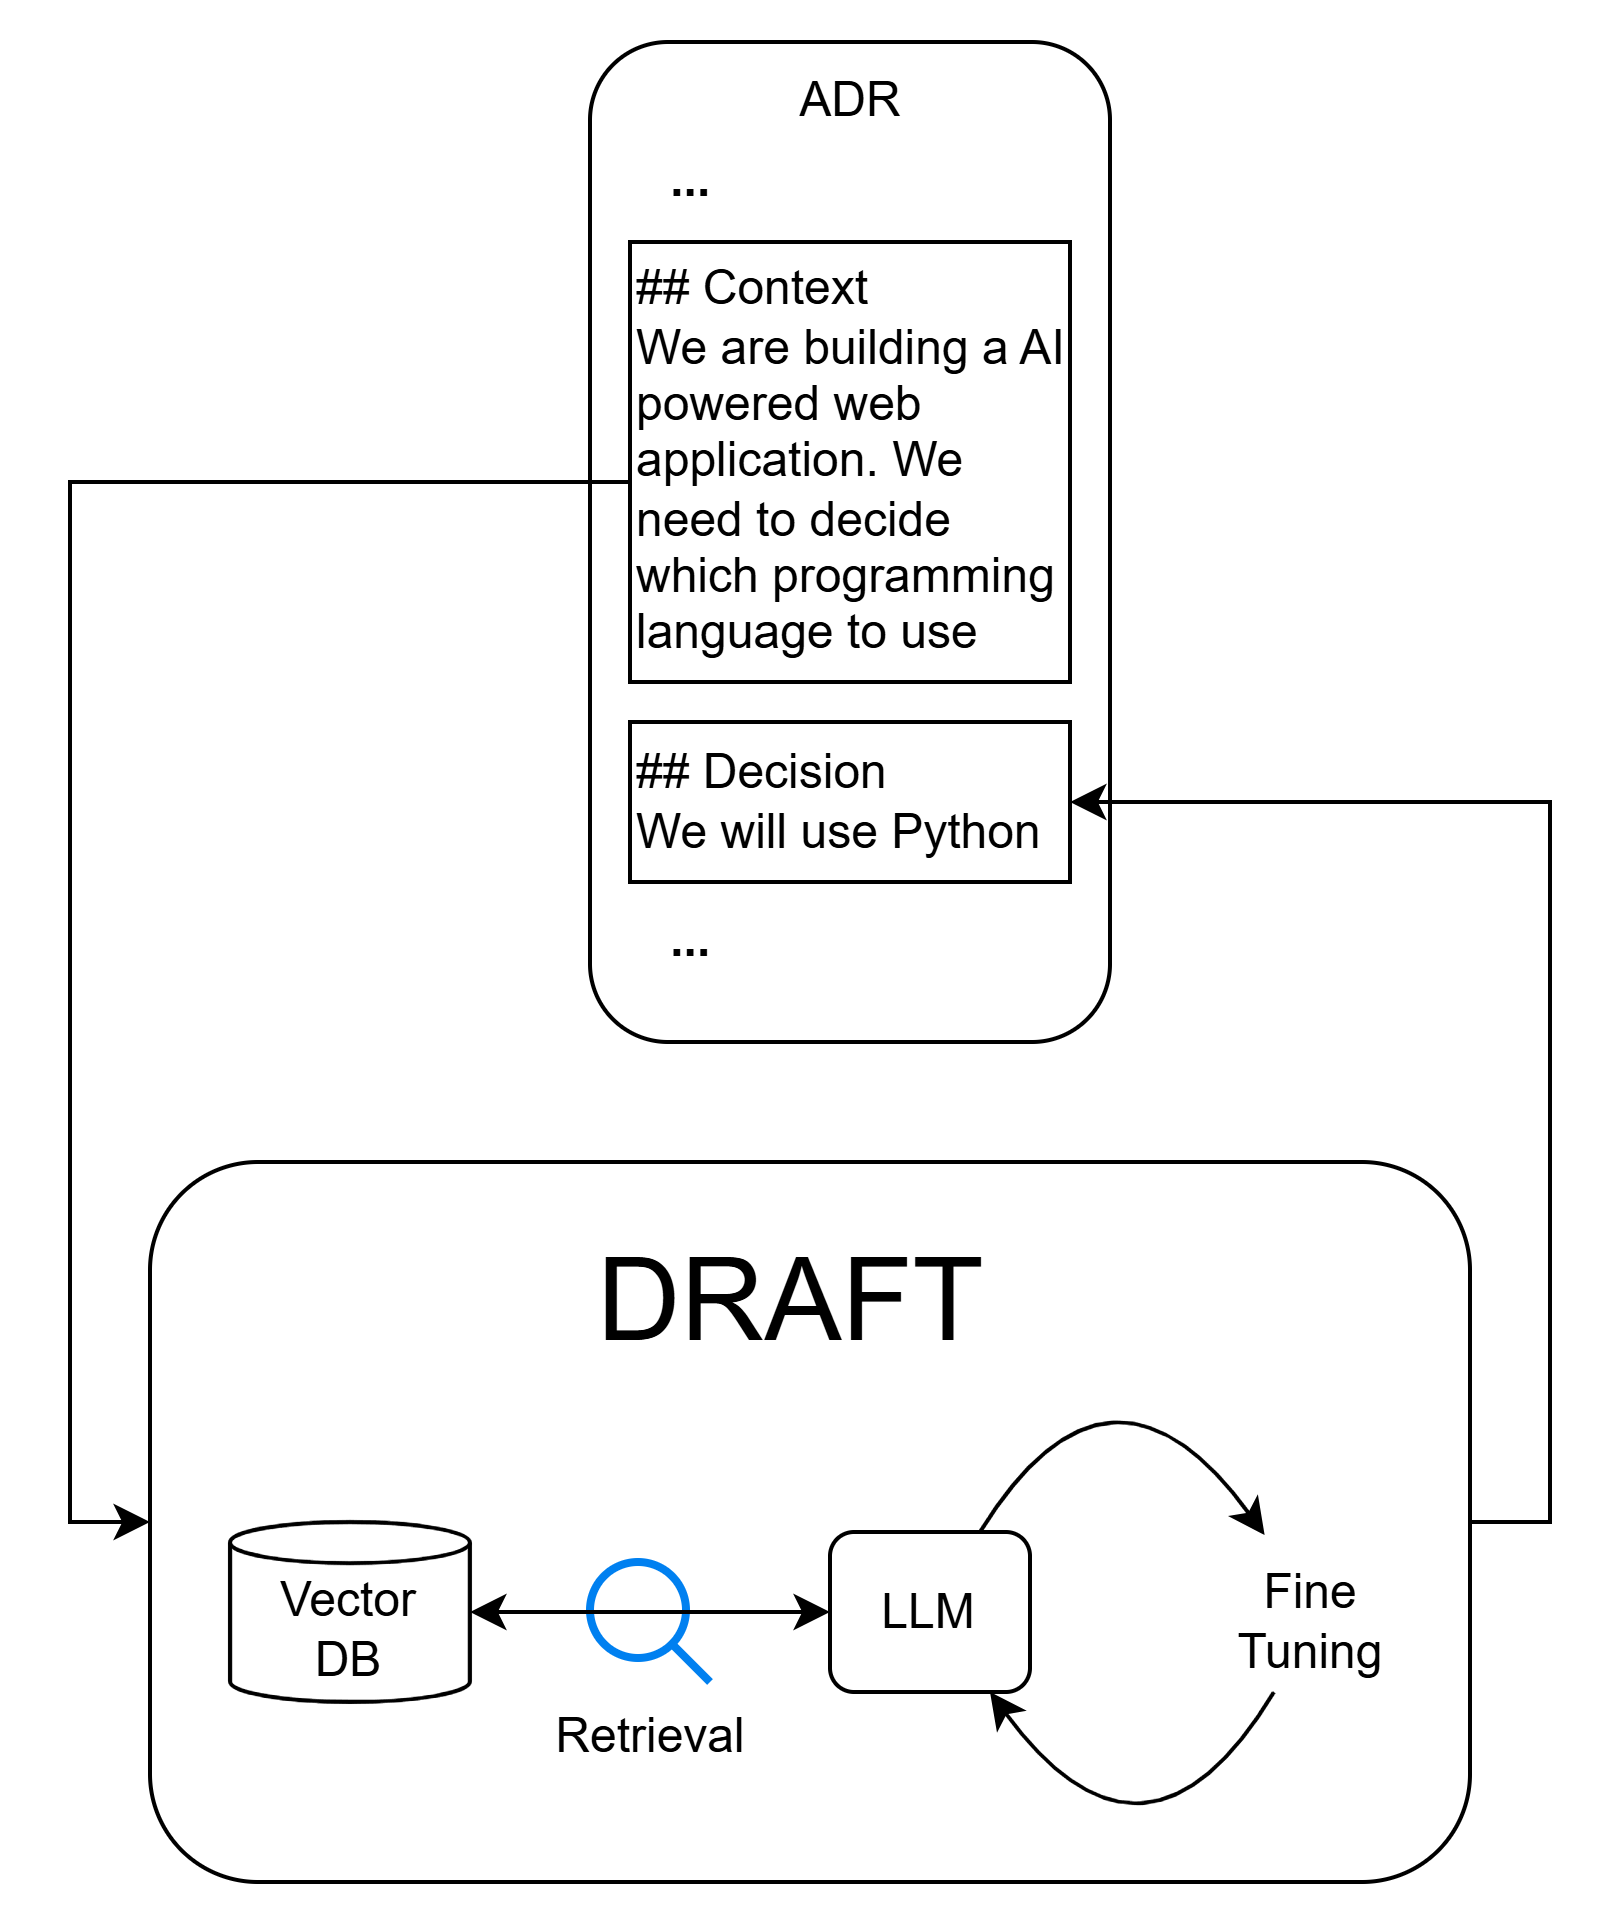 ADR
...
## Context
We are building a AI
powered web
application. We
need to decide
which programming
language to use
## Decision
We will use Python
...
DRAFT
Vector
DB
Retrieval
LLM
Fine
Tuning